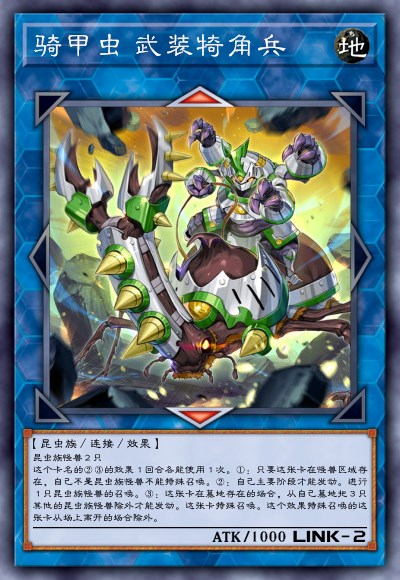 骑甲虫 武装犄角兵
地
【昆虫族／连接／效果】
昆虫族怪兽２只
这个卡名的②③的效果１回合各能使用１次。①：只要这张卡在怪兽区域存
在，自己不是昆虫族怪兽不能特殊召唤。②：自己主要阶段才能发动。进行
１只昆虫族怪兽的召唤。③：这张卡在墓地存在的场合，从自己墓地把３只
其他的昆虫族怪兽除外才能发动。这张卡特殊召唤。这个效果特殊召唤的这
张卡从场上离开的场合除外。
ATK/1000 LINK-2